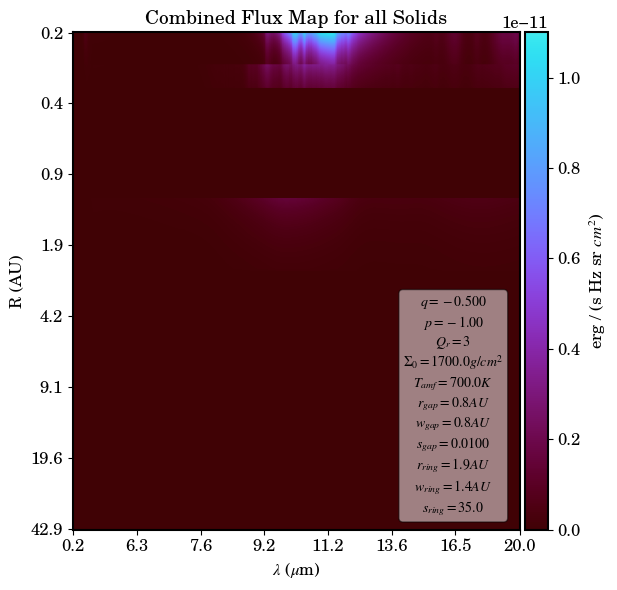 Combined Flux Map for all Solids
1e−11
0.2
0.4
0.9
1.9
4.2
9.1
19.6
42.9
R (AU)
0.2 6.3 7.6 9.2 11.2 13.6 16.5 20.0
λ (μm)
q = −0.500
p = −1.00
Q_r = 3
Σ_0 = 1700.0g/cm^2
T_amf = 700.0K
r_gap = 0.8AU
w_gap = 0.8AU
s_gap = 0.0100
r_ring = 1.9AU
w_ring = 1.4AU
s_ring = 35.0
1.0
0.8
0.6
0.4
0.2
0.0
erg / (s Hz sr cm^2)